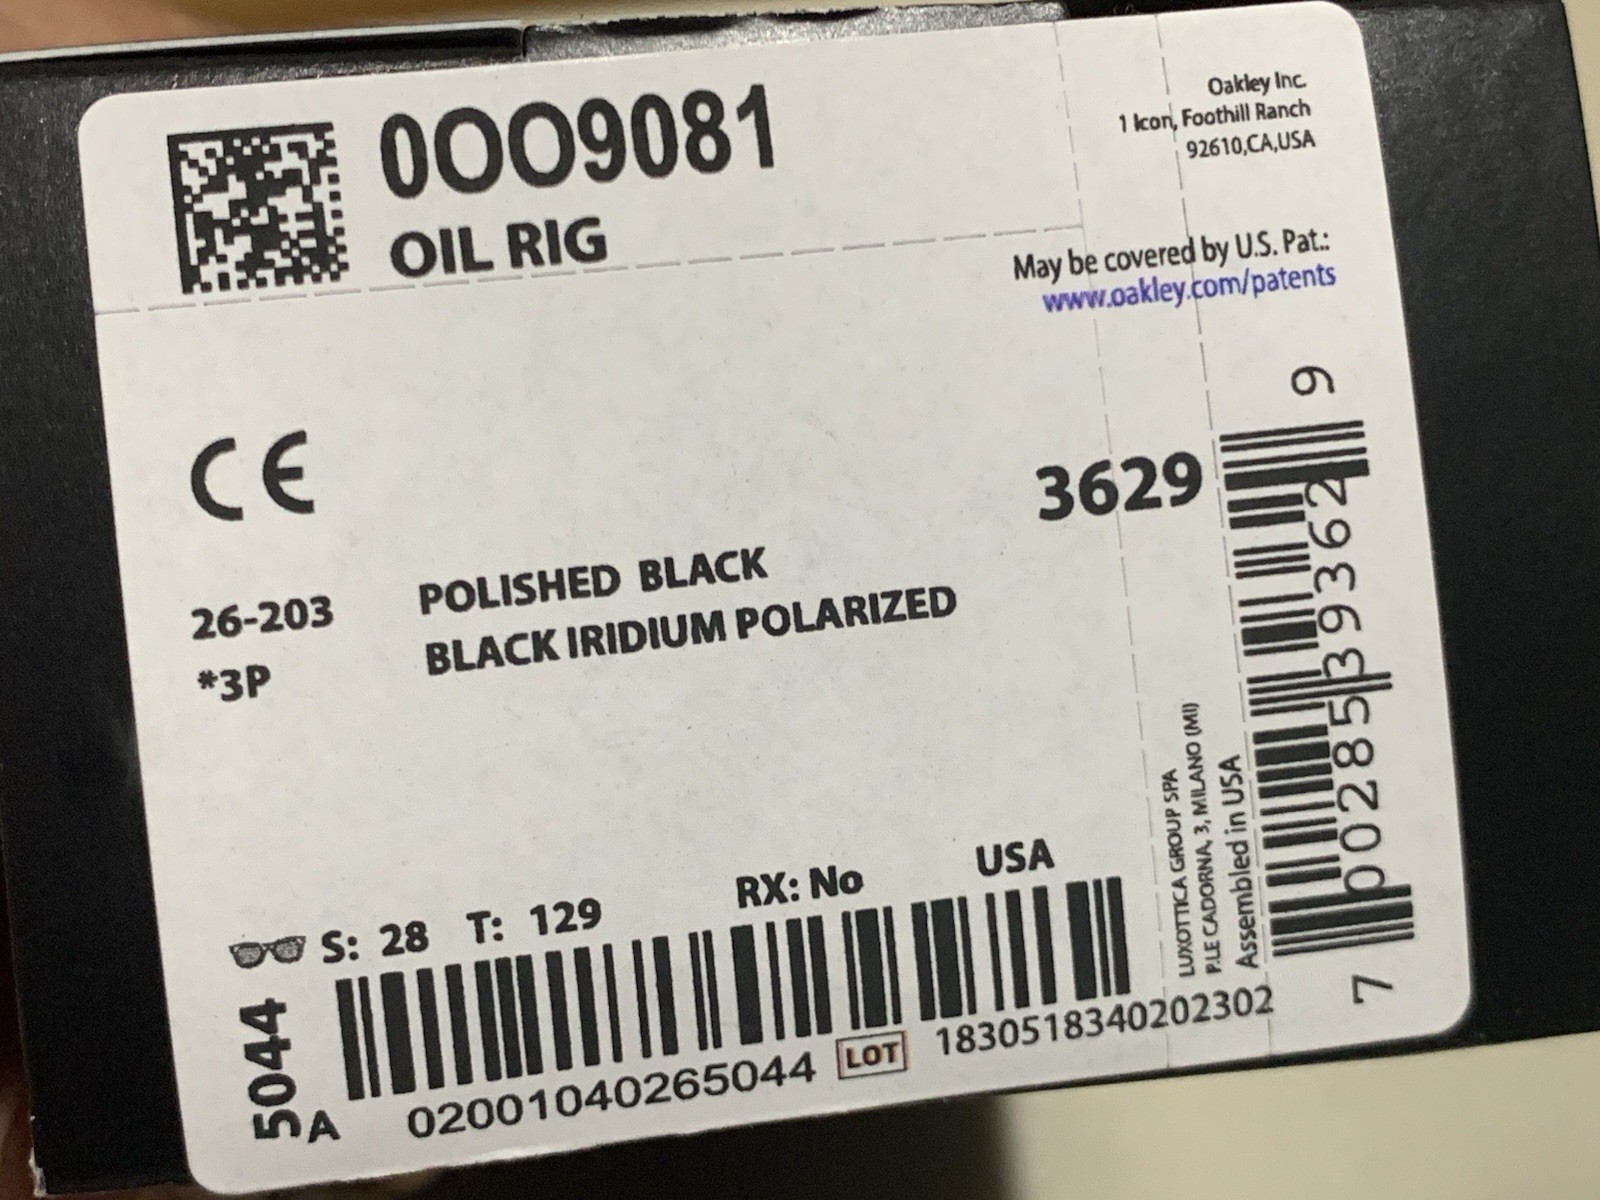 0OO9081
OIL RIG
Oakley Inc.
1 Icon, Foothill Ranch
92610,CA,USA
May be covered by U.S. Pat.:
www.oakley.com/patents
CE
3629
26-203 POLISHED BLACK
*3P BLACK IRIDIUM POLARIZED
S: 28 T: 129 RX: No USA
5044
A 02001040265044 LOT 1830518340202302
LUXOTTICA GROUP SPA
P.LE CADORNA, 3, MILANO (MI)
Assembled in USA
7 00285 39362 9